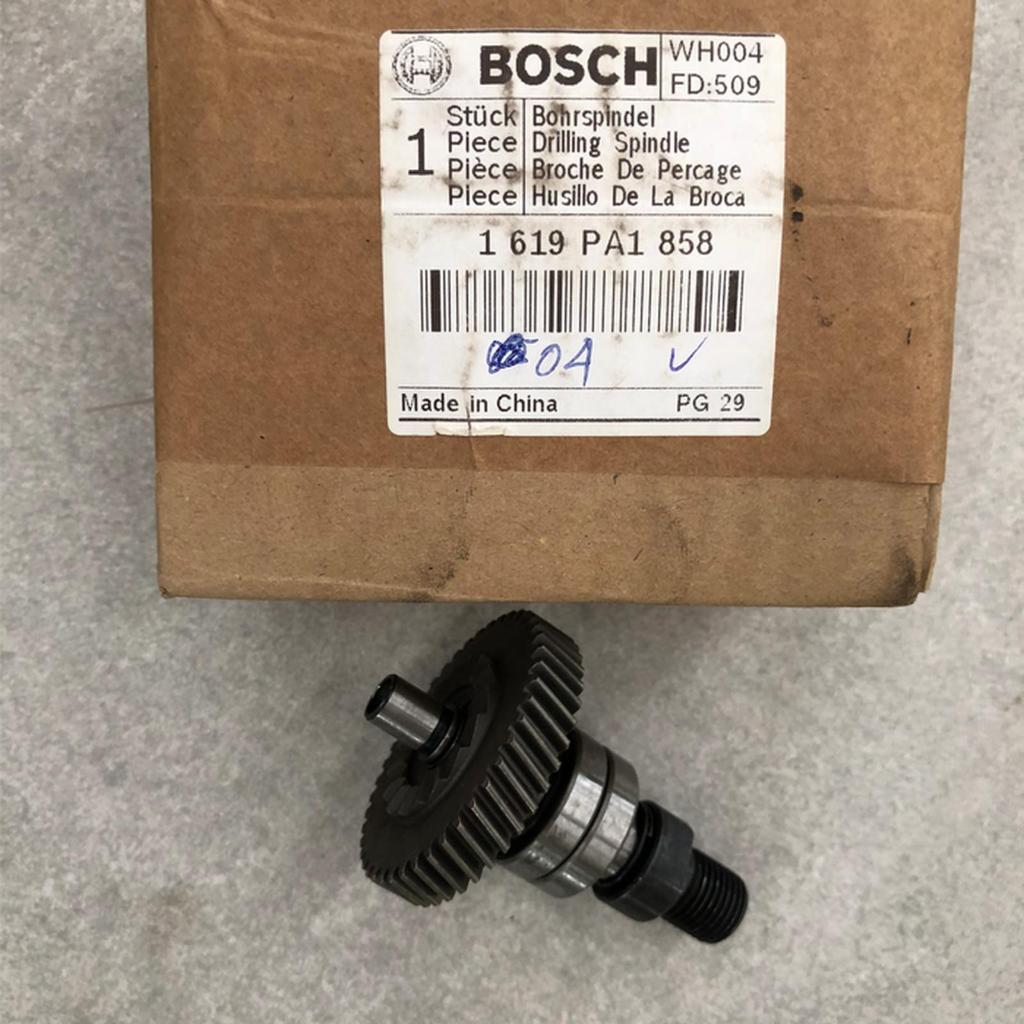 BOSCH
WH004
FD:509
1
Stück Bohrspindel
Piece Drilling Spindle
Pièce Broche De Percage
Piece Husillo De La Broca
1 619 PA1 858
04
Made in China PG 29